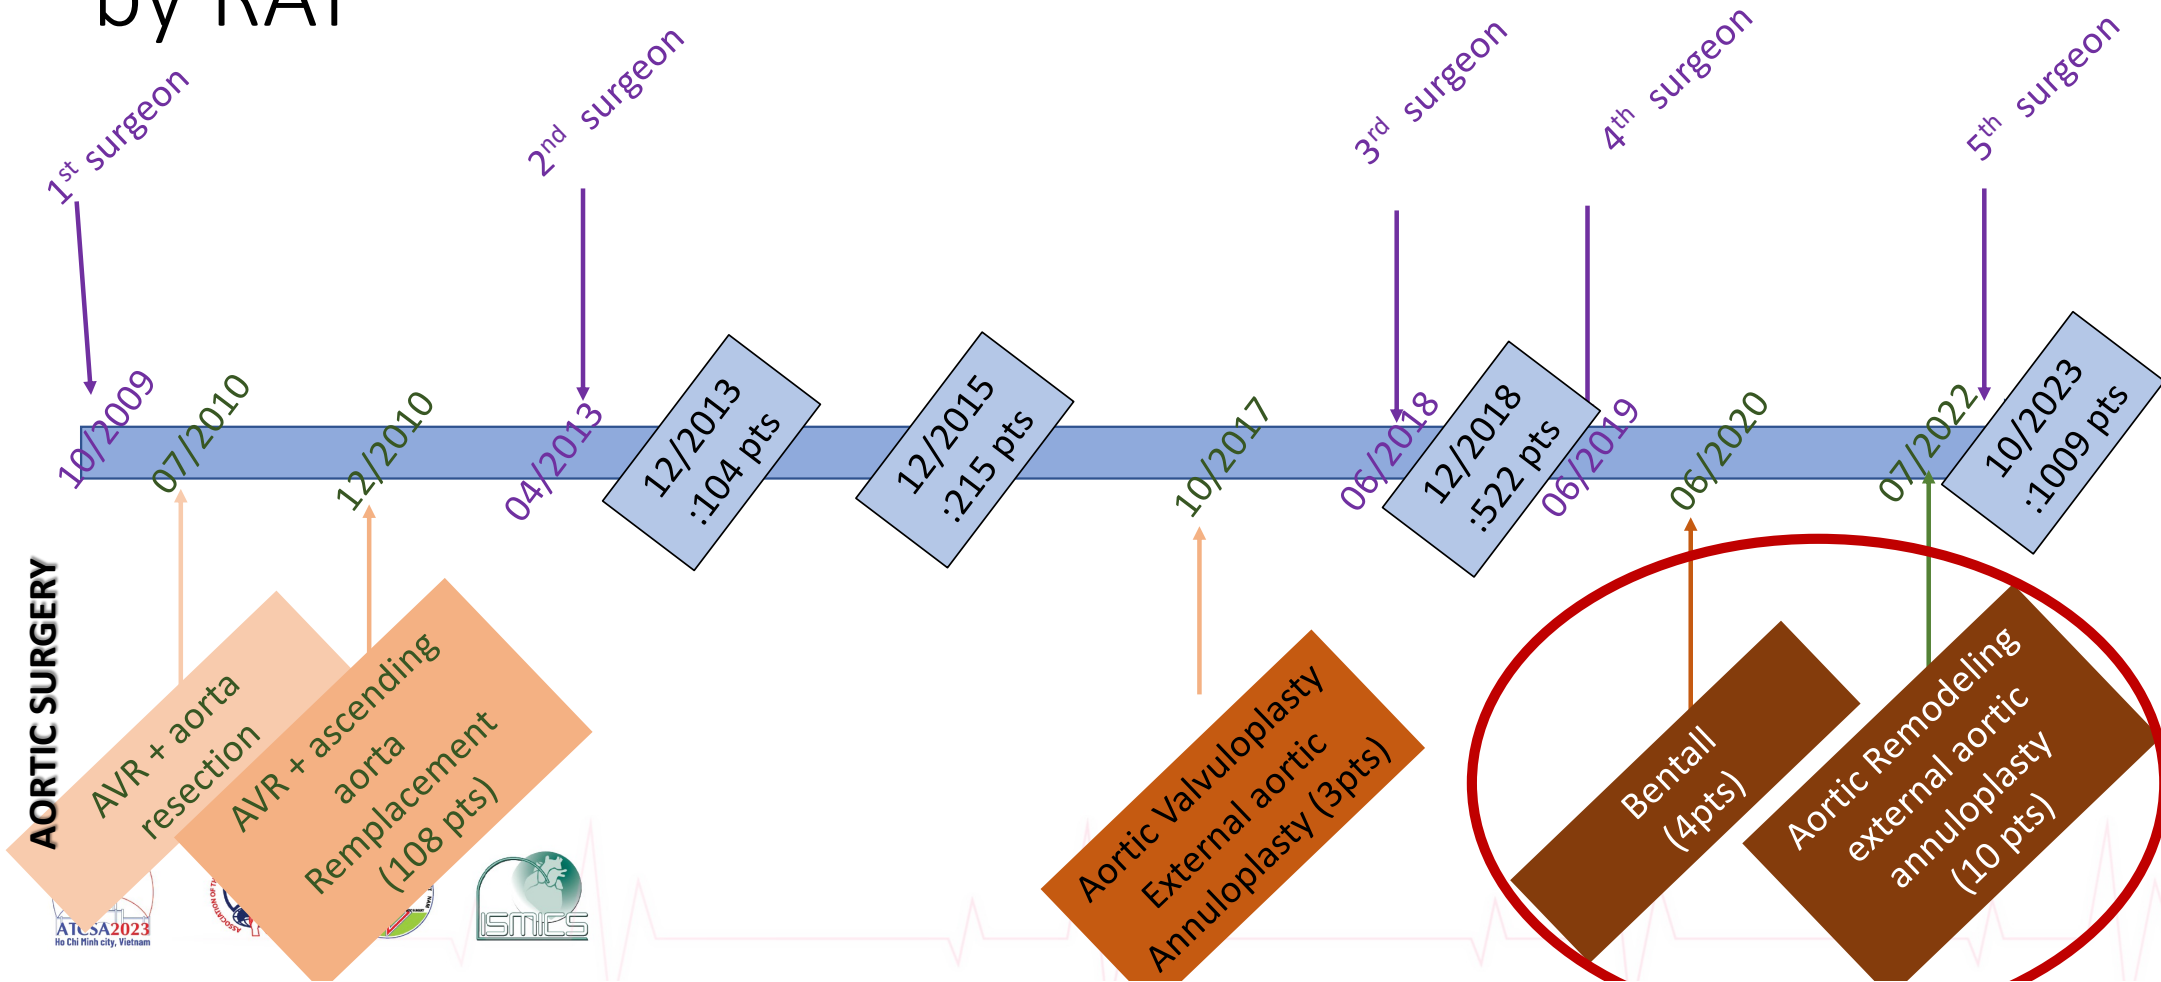 by RAT
1st surgeon
2nd surgeon
3rd surgeon
4th surgeon
5th surgeon
10/2009
07/2010
12/2010
04/2013
12/2013
:104 pts
12/2015
:215 pts
10/2017
06/2018
12/2018
:522 pts
06/2019
06/2020
07/2022
10/2023
:1009 pts
AORTIC SURGERY
AVR + aorta
resection
AVR + ascending
aorta
Remplacement
(108 pts)
Aortic Valvuloplasty
External aortic
Annuloplasty (3pts)
Bentall
(4pts)
Aortic Remodeling
external aortic
annuloplasty
(10 pts)
ATCSA2023
Ho Chi Minh city, Vietnam
ASSOCIATION OF
NAM
ISMICS